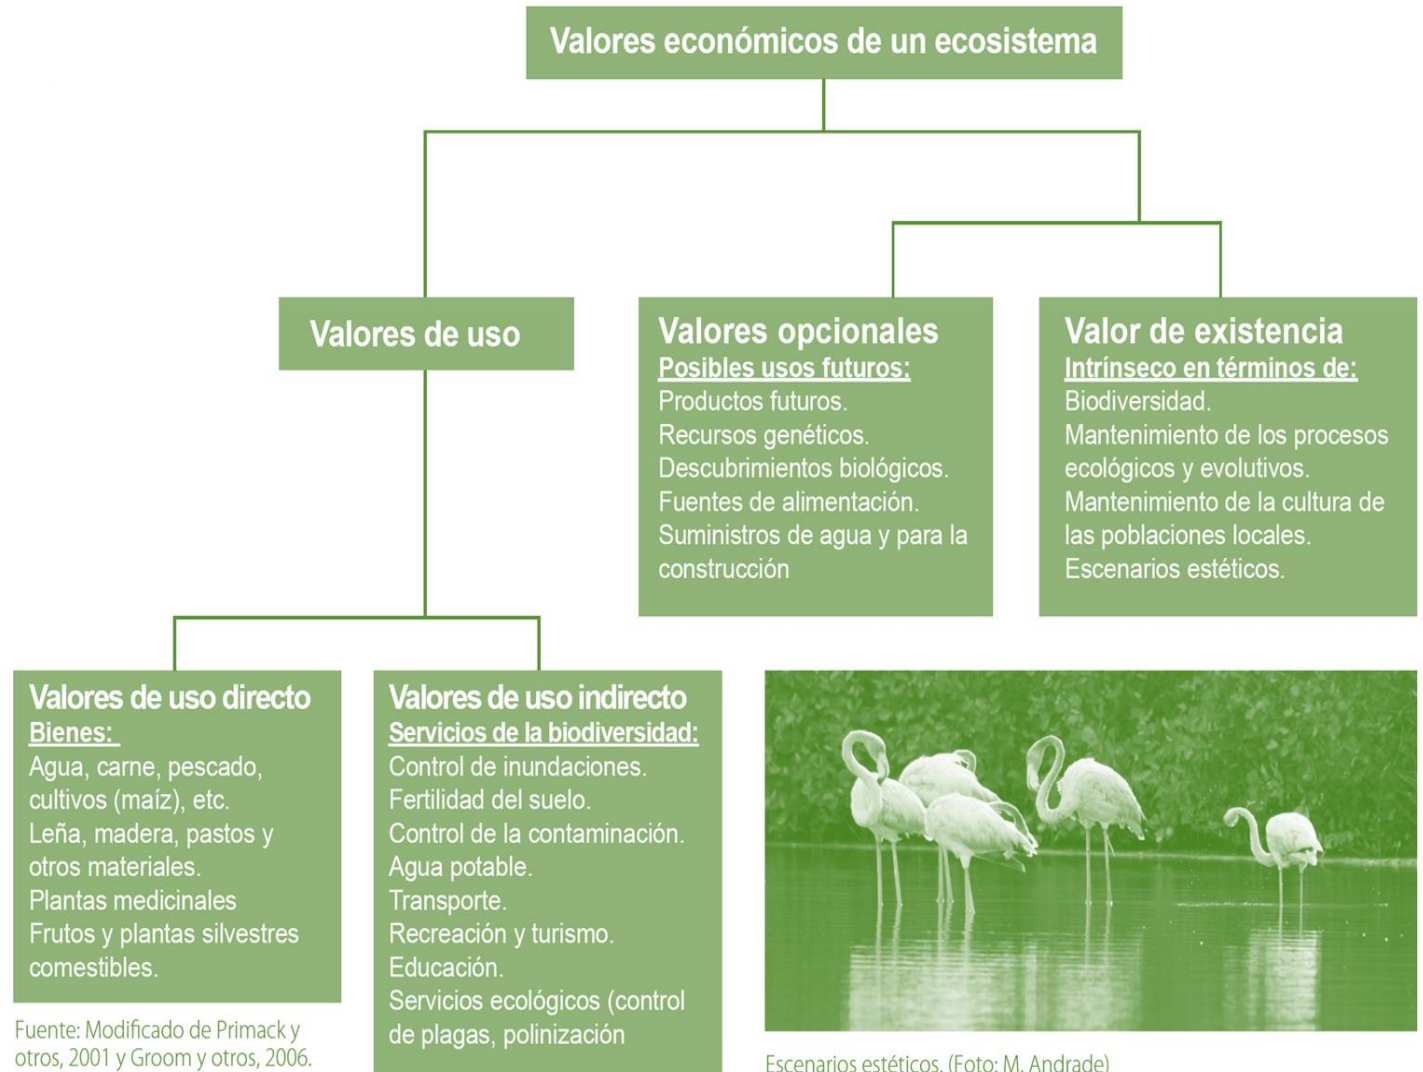 Valores económicos de un ecosistema
Valores de uso
Valores opcionales
Posibles usos futuros:
Productos futuros.
Recursos genéticos.
Descubrimientos biológicos.
Fuentes de alimentación.
Suministros de agua y para la
construcción
Valor de existencia
Intrínseco en términos de:
Biodiversidad.
Mantenimiento de los procesos
ecológicos y evolutivos.
Mantenimiento de la cultura de
las poblaciones locales.
Escenarios estéticos.
Valores de uso directo
Bienes:
Agua, carne, pescado,
cultivos (maíz), etc.
Leña, madera, pastos y
otros materiales.
Plantas medicinales
Frutos y plantas silvestres
comestibles.
Valores de uso indirecto
Servicios de la biodiversidad:
Control de inundaciones.
Fertilidad del suelo.
Control de la contaminación.
Agua potable.
Transporte.
Recreación y turismo.
Educación.
Servicios ecológicos (control
de plagas, polinización
Fuente: Modificado de Primack y
otros, 2001 y Groom y otros, 2006.
Escenarios estéticos. (Foto: M. Andrade)